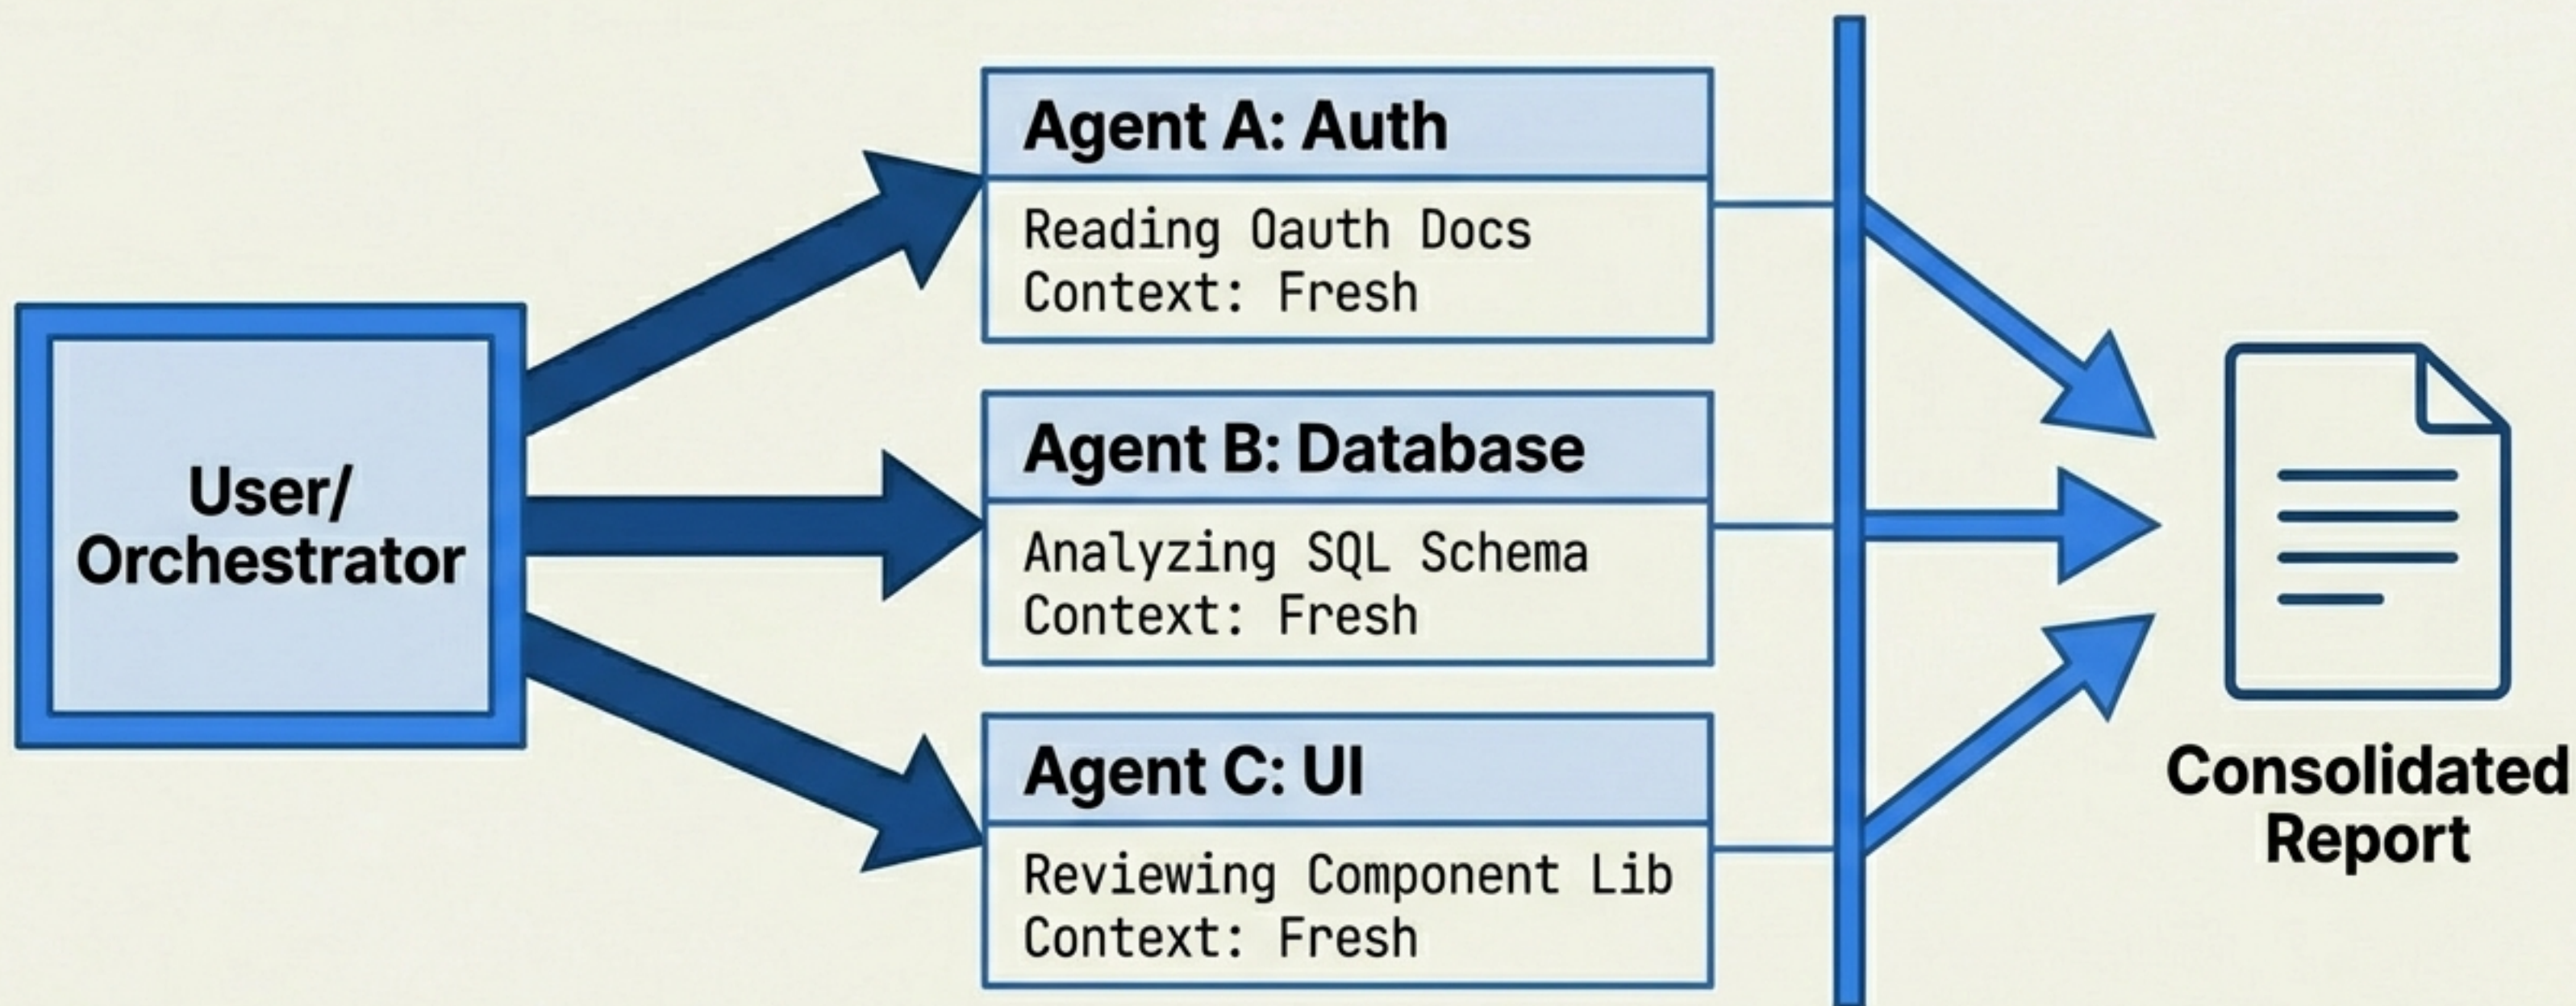 User/
Orchestrator
Agent A: Auth
Reading Oauth Docs
Context: Fresh
Agent B: Database
Analyzing SQL Schema
Context: Fresh
Agent C: UI
Reviewing Component Lib
Context: Fresh
Consolidated
Report